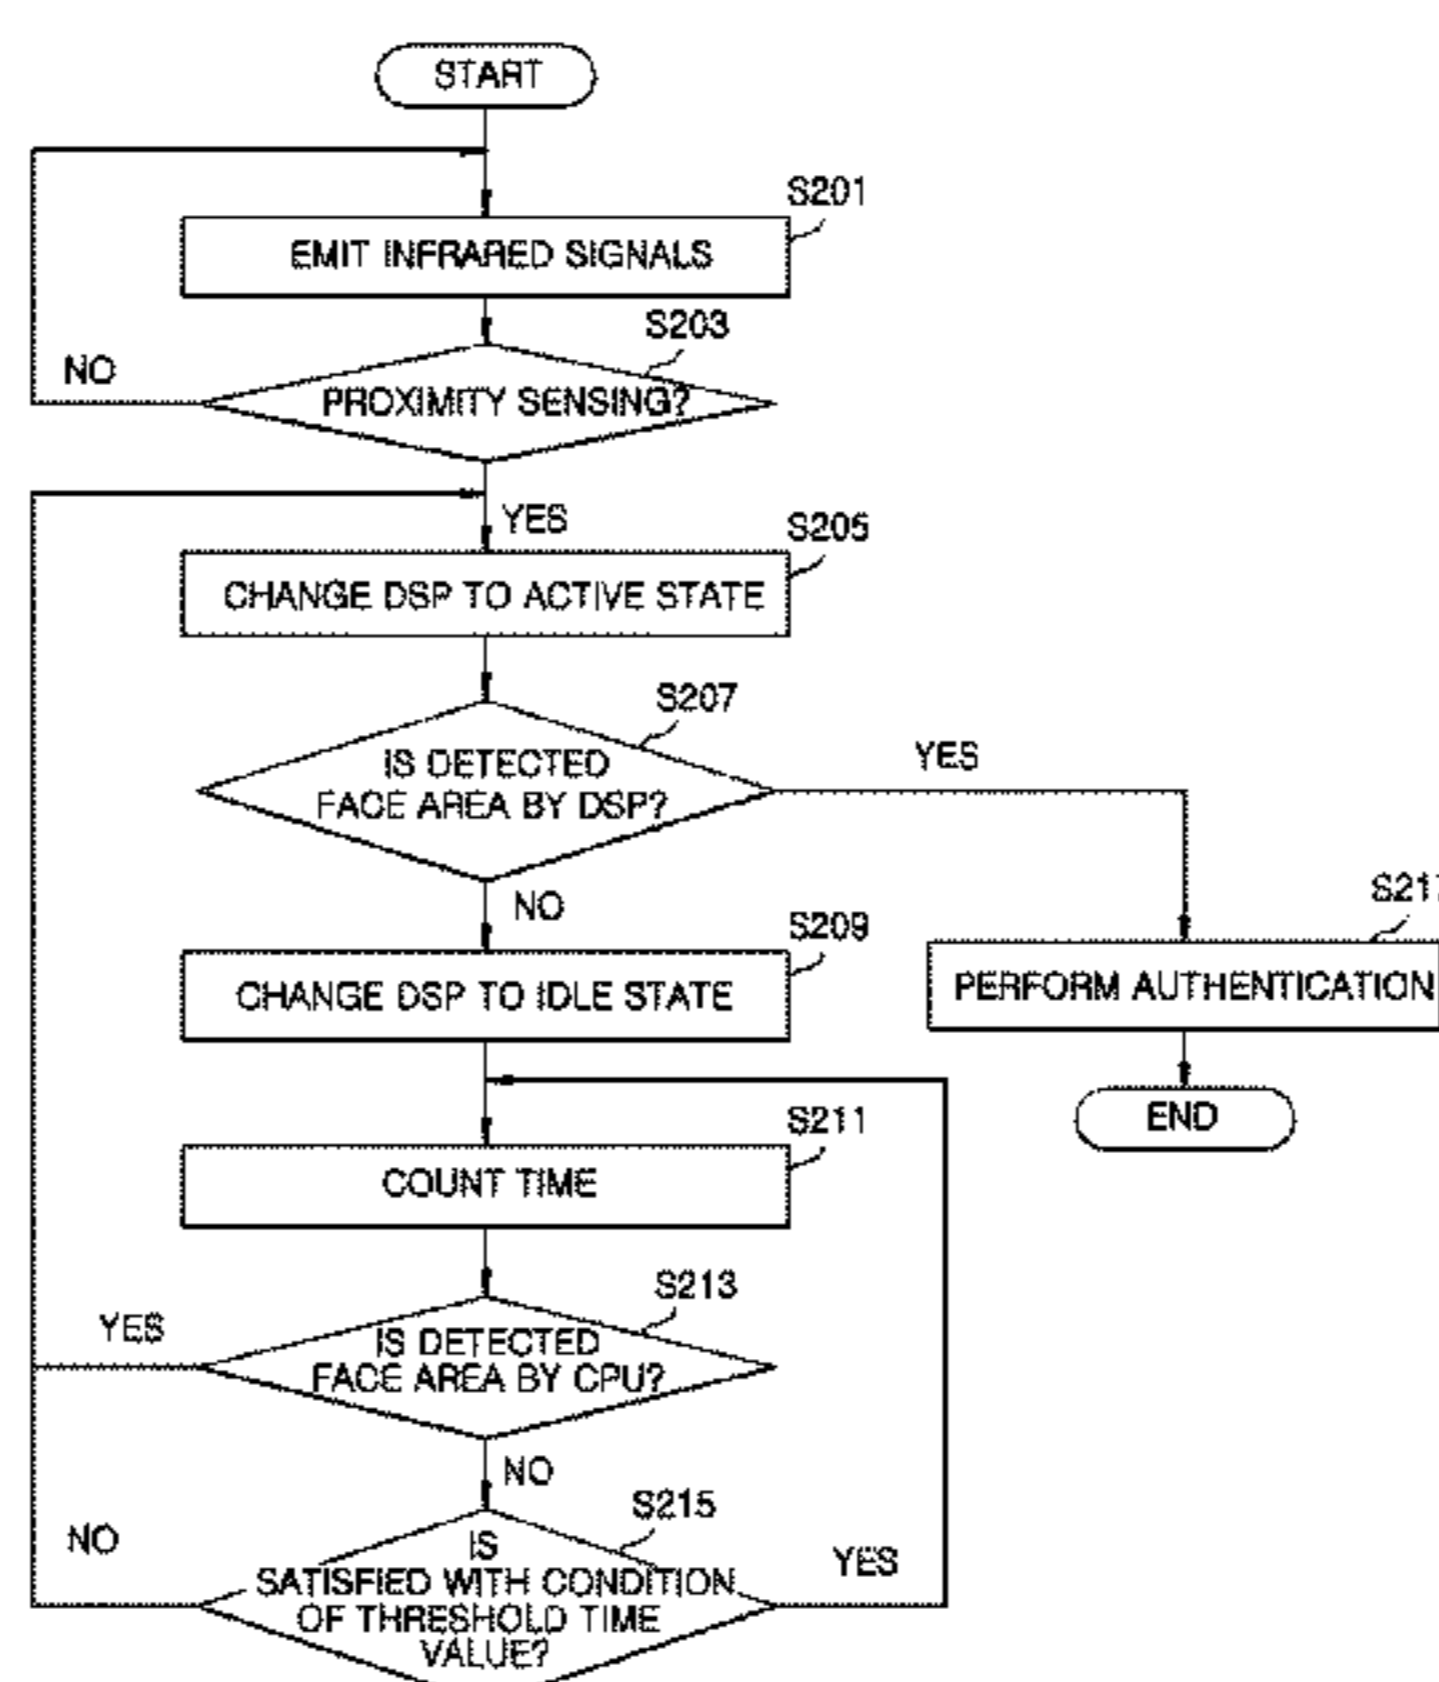 START
S201
EMIT INFRARED SIGNALS
S203
NO
PROXIMITY SENSING?
YES
S205
CHANGE DSP TO ACTIVE STATE
S207
IS DETECTED
FACE AREA BY DSP?
YES
NO
S209
CHANGE DSP TO IDLE STATE
S217
PERFORM AUTHENTICATION
END
S211
COUNT TIME
S213
YES
IS DETECTED
FACE AREA BY CPU?
NO
S215
NO
IS
SATISFIED WITH CONDITION
OF THRESHOLD TIME
VALUE?
YES